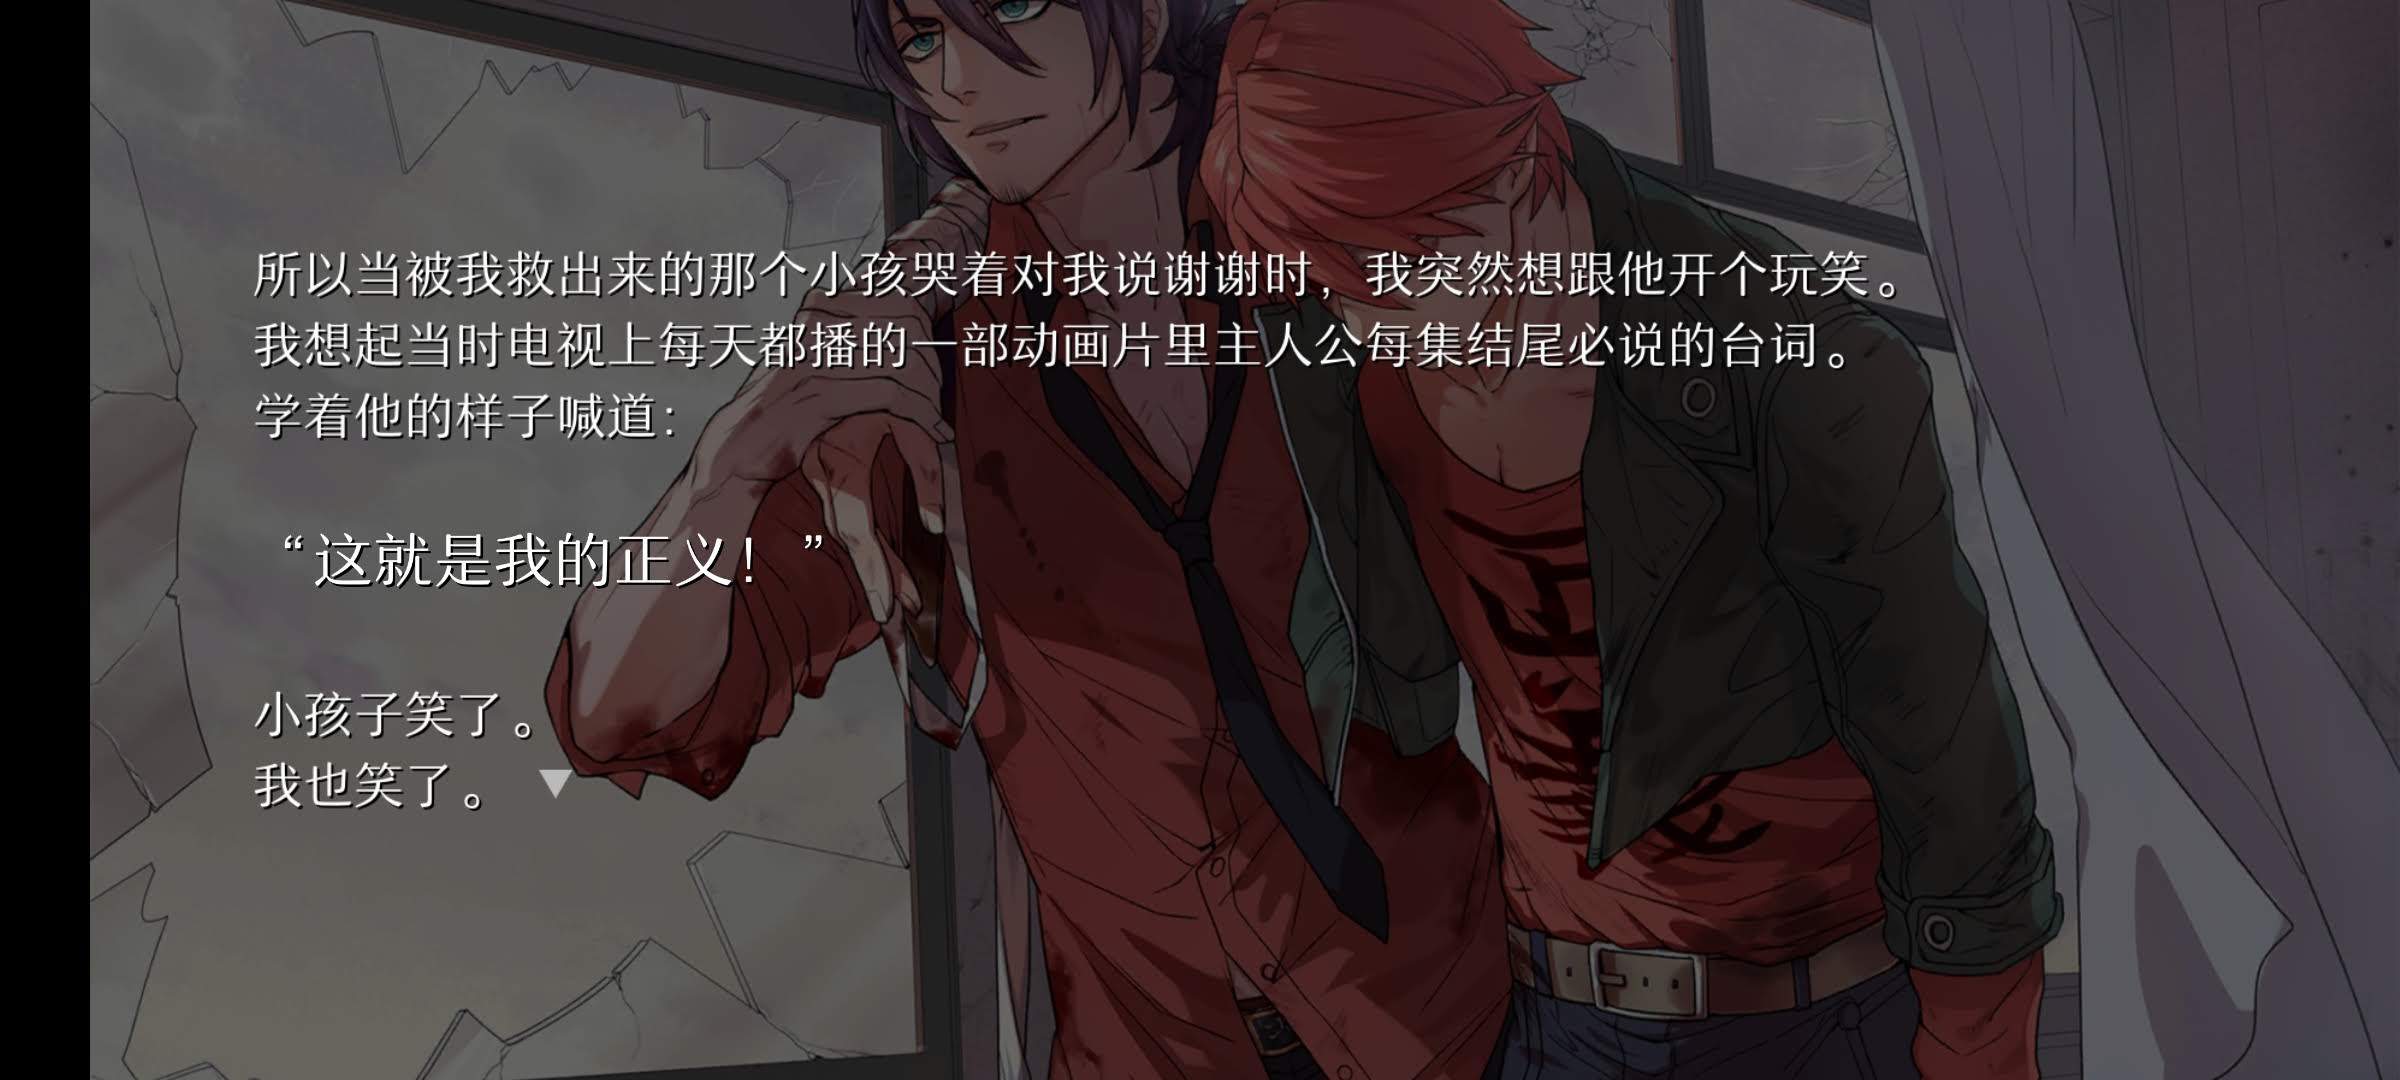 所以当被我救出来的那个小孩哭着对我说谢谢时，我突然想跟他开个玩笑。
我想起当时电视上每天都播的一部动画片里主人公每集结尾必说的台词。
学着他的样子喊道：
“这就是我的正义！”
小孩子笑了。
我也笑了。